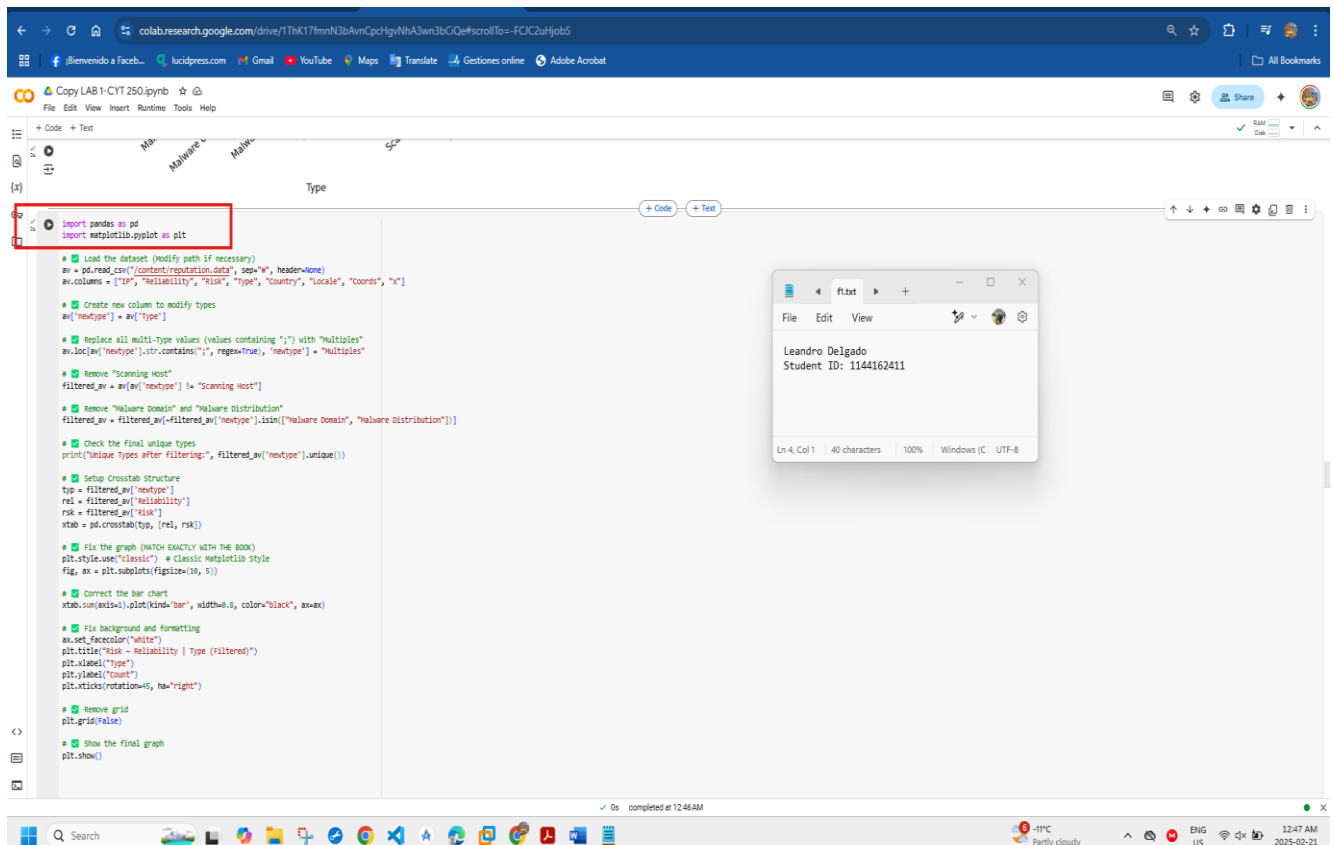 colab.research.google.com/drive/1ThK17fmnN3bAvnCpcHgvNhA3wn3bCiQe#scrollTo=-FCJC2uHjobS
¡Bienvenido a Faceb... lucidpress.com Gmail YouTube Maps Translate Gestiones online Adobe Acrobat All Bookmarks
Copy LAB 1-CYT 250.ipynb
File Edit View Insert Runtime Tools Help
Share
+ Code + Text
RAM
Disk
Type
+ Code + Text
import pandas as pd
import matplotlib.pyplot as plt
# ✅ Load the dataset (Modify path if necessary)
av = pd.read_csv("/content/reputation.data", sep="#", header=None)
av.columns = ["IP", "Reliability", "Risk", "Type", "Country", "Locale", "Coords", "x"]
# ✅ Create new column to modify types
av['newtype'] = av['Type']
# ✅ Replace all multi-Type values (values containing ";") with "Multiples"
av.loc[av['newtype'].str.contains(";", regex=True), 'newtype'] = "Multiples"
# ✅ Remove "Scanning Host"
filtered_av = av[av['newtype'] != "Scanning Host"]
# ✅ Remove "Malware Domain" and "Malware Distribution"
filtered_av = filtered_av[~filtered_av['newtype'].isin(["Malware Domain", "Malware Distribution"])]
# ✅ Check the final unique types
print("Unique Types after filtering:", filtered_av['newtype'].unique())
# ✅ Setup Crosstab Structure
typ = filtered_av['newtype']
rel = filtered_av['Reliability']
rsk = filtered_av['Risk']
xtab = pd.crosstab(typ, [rel, rsk])
# ✅ Fix the graph (MATCH EXACTLY WITH THE BOOK)
plt.style.use("classic") # Classic Matplotlib Style
fig, ax = plt.subplots(figsize=(10, 5))
# ✅ Correct the bar chart
xtab.sum(axis=1).plot(kind='bar', width=0.8, color="black", ax=ax)
# ✅ Fix background and formatting
ax.set_facecolor("white")
plt.title("Risk ~ Reliability | Type (Filtered)")
plt.xlabel("Type")
plt.ylabel("Count")
plt.xticks(rotation=45, ha="right")
# ✅ Remove grid
plt.grid(False)
# ✅ Show the final graph
plt.show()
f1.txt
File Edit View
Leandro Delgado
Student ID: 1144162411
Ln 4, Col 1 40 characters 100% Windows (C UTF-8
0s completed at 12:46 AM
Search
-11°C
Partly cloudy
ENG
US
12:47 AM
2025-02-21